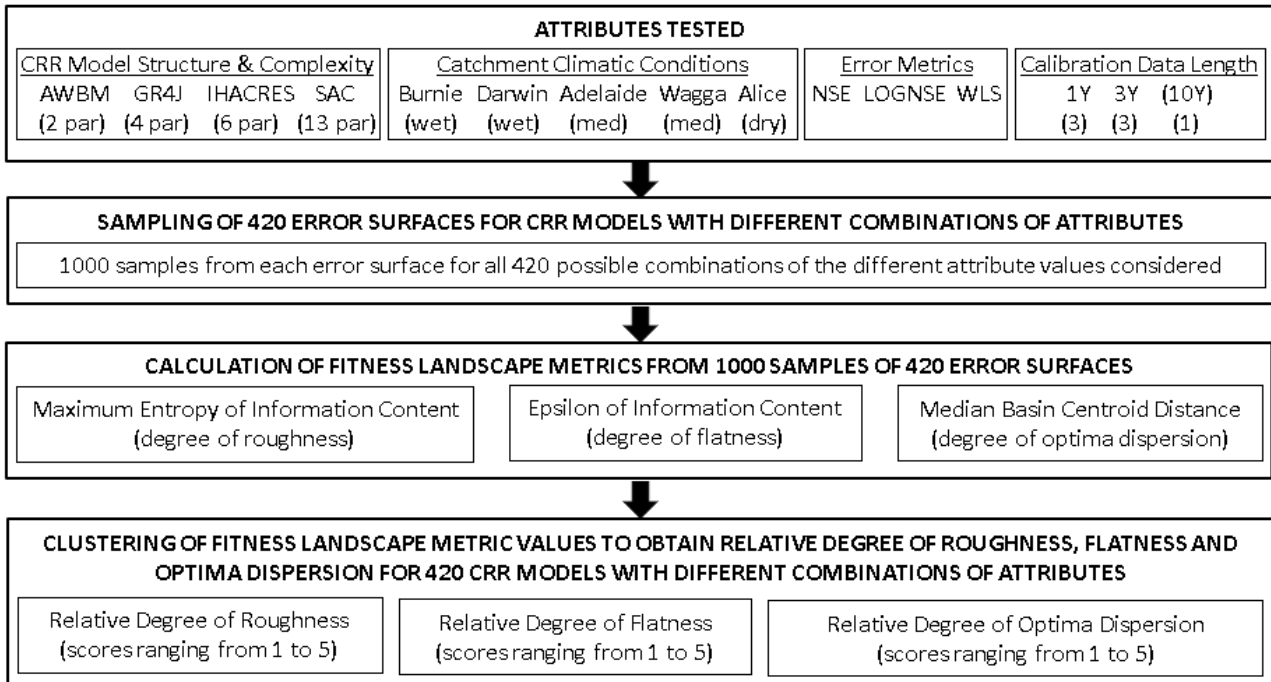 ATTRIBUTES TESTED
CRR Model Structure & Complexity
AWBM GR4J IHACRES SAC
(2 par) (4 par) (6 par) (13 par)
Catchment Climatic Conditions
Burnie Darwin Adelaide Wagga Alice
(wet) (wet) (med) (med) (dry)
Error Metrics
NSE LOGNSE WLS
Calibration Data Length
1Y 3Y (10Y)
(3) (3) (1)
SAMPLING OF 420 ERROR SURFACES FOR CRR MODELS WITH DIFFERENT COMBINATIONS OF ATTRIBUTES
1000 samples from each error surface for all 420 possible combinations of the different attribute values considered
CALCULATION OF FITNESS LANDSCAPE METRICS FROM 1000 SAMPLES OF 420 ERROR SURFACES
Maximum Entropy of Information Content
(degree of roughness)
Epsilon of Information Content
(degree of flatness)
Median Basin Centroid Distance
(degree of optima dispersion)
CLUSTERING OF FITNESS LANDSCAPE METRIC VALUES TO OBTAIN RELATIVE DEGREE OF ROUGHNESS, FLATNESS AND
OPTIMA DISPERSION FOR 420 CRR MODELS WITH DIFFERENT COMBINATIONS OF ATTRIBUTES
Relative Degree of Roughness
(scores ranging from 1 to 5)
Relative Degree of Flatness
(scores ranging from 1 to 5)
Relative Degree of Optima Dispersion
(scores ranging from 1 to 5)